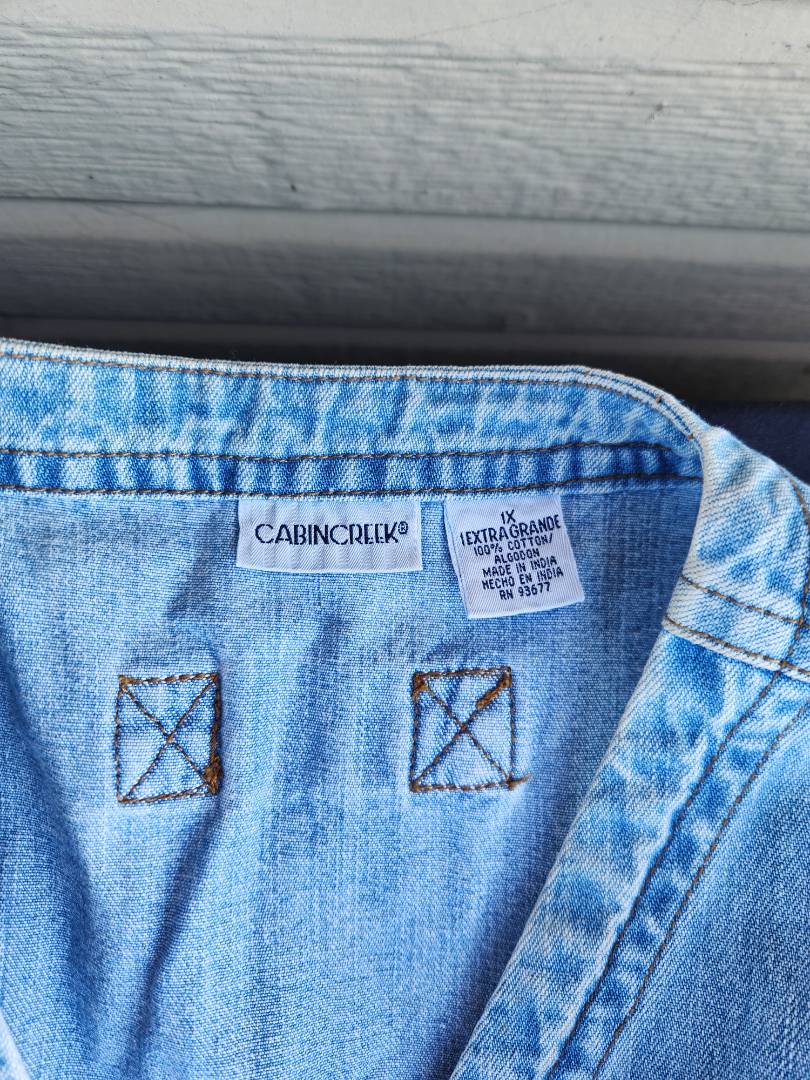 CABINCREEK®
1X
1EXTRAGRANDE
100% COTTON/
ALGODON
MADE IN INDIA
HECHO EN INDIA
RN 93677